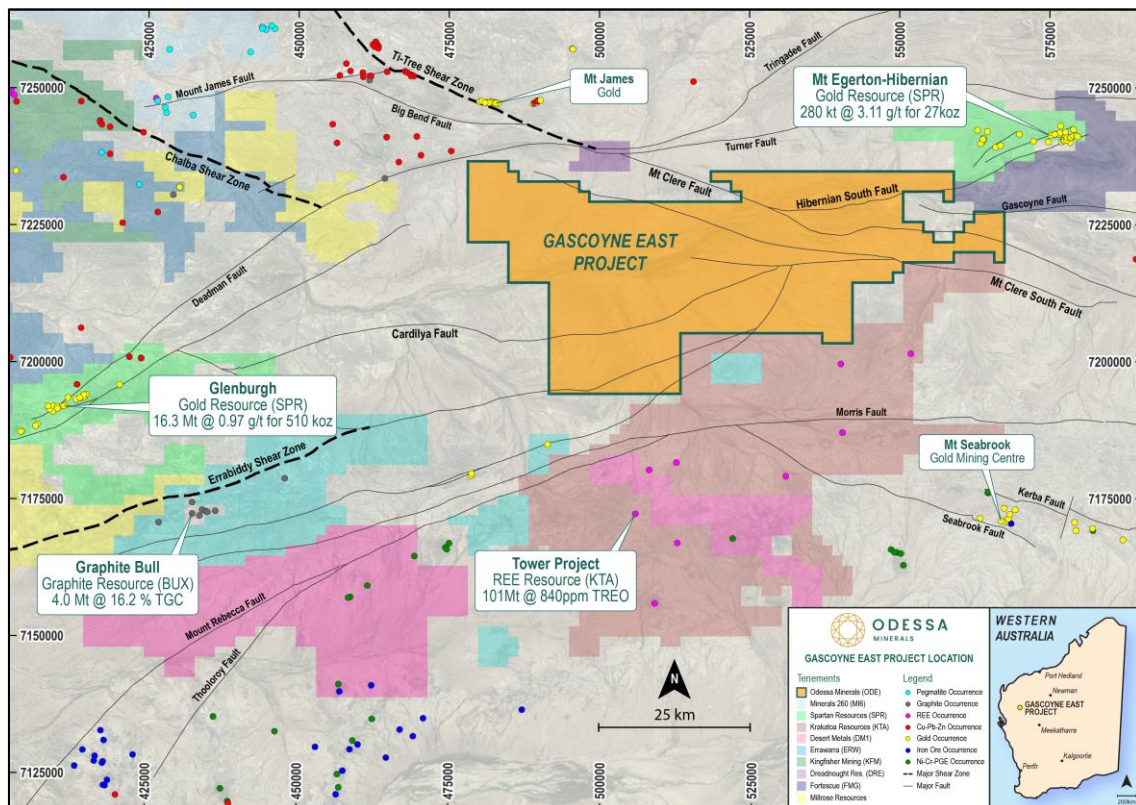 425000
450000
475000
500000
525000
550000
575000
7250000
7225000
7200000
7175000
7150000
7125000
7250000
7225000
7200000
7175000
7150000
7125000
425000
450000
475000
500000
525000
Ti-Tree Shear Zone
Tringadee Fault
Mount James Fault
Mt James
Gold
Mt Egerton-Hibernian
Gold Resource (SPR)
280 kt @ 3.11 g/t for 27koz
Big Bend Fault
Turner Fault
Chalba Shear Zone
Mt Clere Fault
Hibernian South Fault
Gascoyne Fault
GASCOYNE EAST
PROJECT
Deadman Fault
Mt Clere South Fault
Cardilya Fault
Glenburgh
Gold Resource (SPR)
16.3 Mt @ 0.97 g/t for 510 koz
Morris Fault
Errabiddy Shear Zone
Mt Seabrook
Gold Mining Centre
Kerba Fault
Seabrook Fault
Graphite Bull
Graphite Resource (BUX)
4.0 Mt @ 16.2 % TGC
Tower Project
REE Resource (KTA)
101Mt @ 840ppm TREO
Mount Rebecca Fault
Thooloroy Fault
N
25 km
ODESSA
MINERALS
GASCOYNE EAST PROJECT LOCATION
Tenements
Odessa Minerals (ODE)
Minerals 260 (MI6)
Spartan Resources (SPR)
Krakatoa Resources (KTA)
Desert Metals (DM1)
Errawarra (ERW)
Kingfisher Mining (KFM)
Dreadnought Res. (DRE)
Fortescue (FMG)
Millrose Resources
Legend
Pegmatite Occurrence
Graphite Occurrence
REE Occurrence
Cu-Pb-Zn Occurrence
Gold Occurrence
Iron Ore Occurrence
Ni-Cr-PGE Occurrence
Major Shear Zone
Major Fault
WESTERN
AUSTRALIA
Port Hedland
Newman
GASCOYNE EAST
PROJECT
Meekatharra
Kalgoorlie
Perth
200km